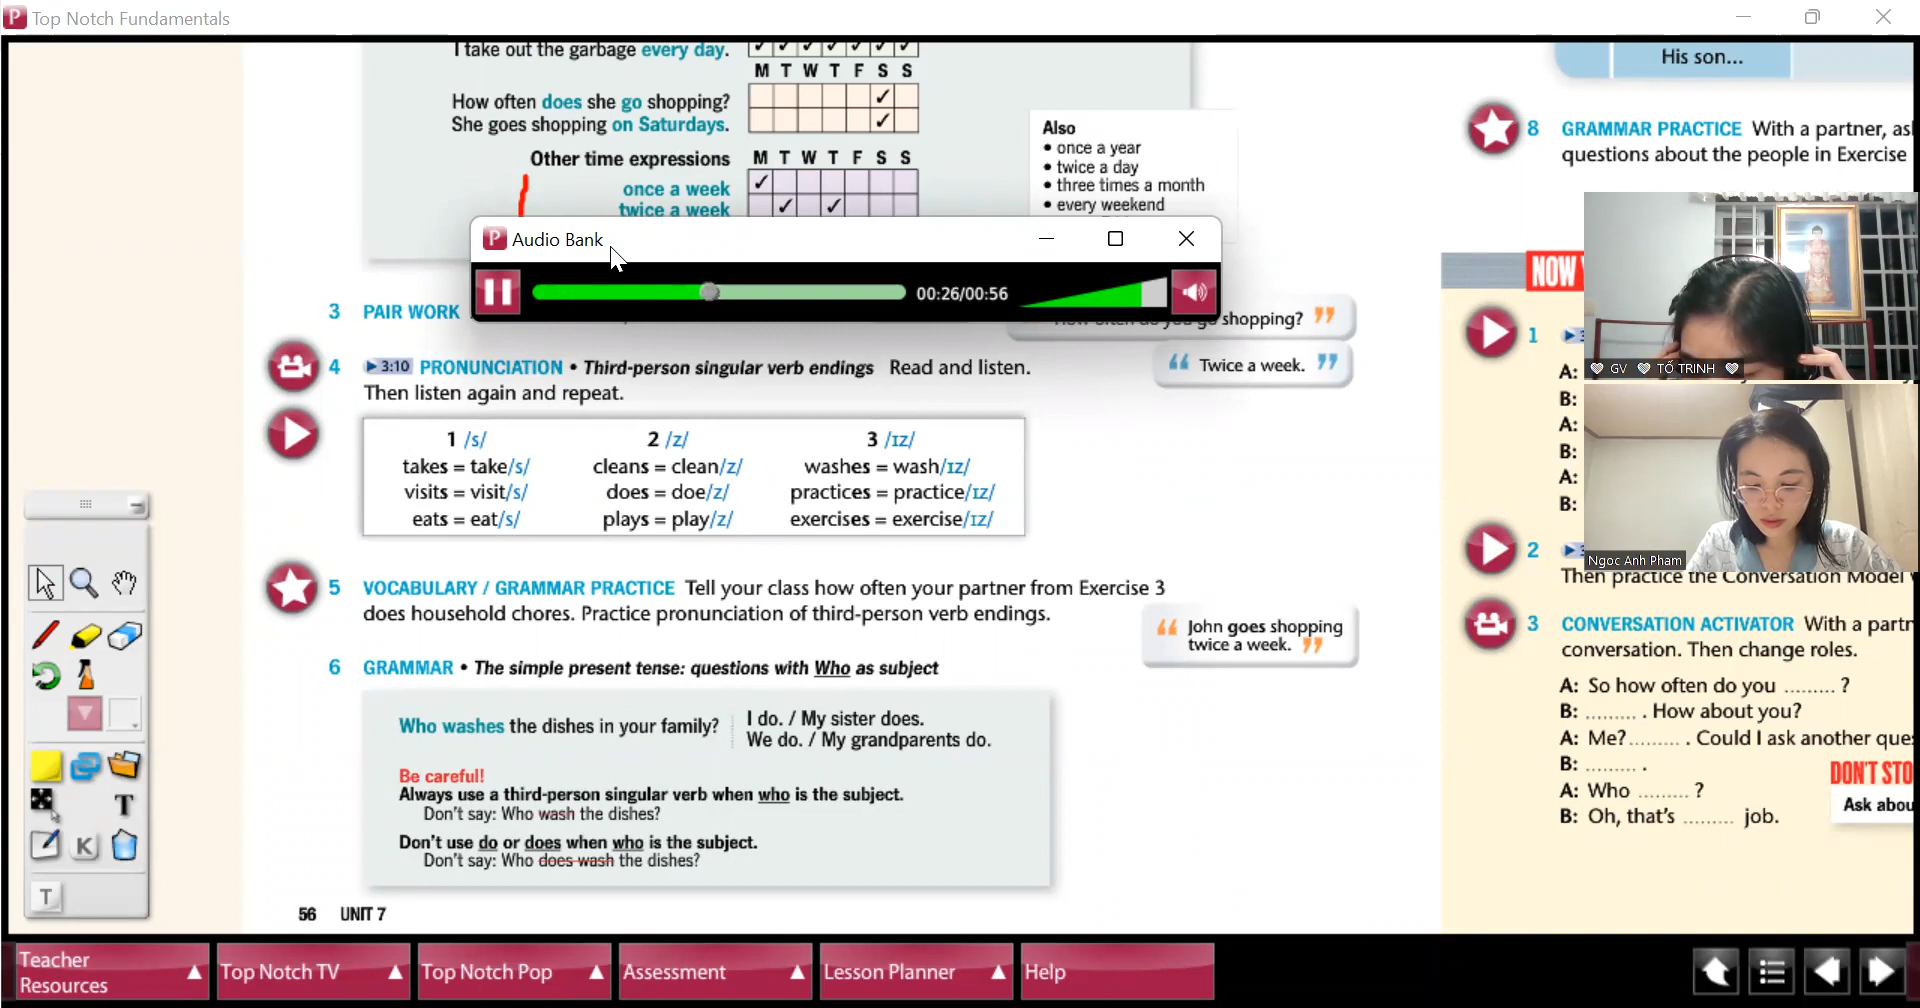 Top Notch Fundamentals
I take out the garbage every day.
M T W T F S S
How often does she go shopping?
She goes shopping on Saturdays.
Other time expressions M T W T F S S
once a week
twice a week
Also
• once a year
• twice a day
• three times a month
• every weekend
Audio Bank
00:26/00:56
3 PAIR WORK
shopping?
Twice a week.
4 3:10 PRONUNCIATION • Third-person singular verb endings Read and listen.
Then listen again and repeat.
1 /s/ 2 /z/ 3 /ɪz/
takes = take/s/ cleans = clean/z/ washes = wash/ɪz/
visits = visit/s/ does = doe/z/ practices = practice/ɪz/
eats = eat/s/ plays = play/z/ exercises = exercise/ɪz/
5 VOCABULARY / GRAMMAR PRACTICE Tell your class how often your partner from Exercise 3
does household chores. Practice pronunciation of third-person verb endings.
John goes shopping
twice a week.
6 GRAMMAR • The simple present tense: questions with Who as subject
Who washes the dishes in your family?
I do. / My sister does.
We do. / My grandparents do.
Be careful!
Always use a third-person singular verb when who is the subject.
Don't say: Who wash the dishes?
Don't use do or does when who is the subject.
Don't say: Who does wash the dishes?
56 UNIT 7
His son...
8 GRAMMAR PRACTICE With a partner, as
questions about the people in Exercise
NOW
1
A:
B:
A:
B:
A:
B:
GV TỐ TRINH
Ngoc Anh Pham
2
Then practice the Conversation Model
3 CONVERSATION ACTIVATOR With a partn
conversation. Then change roles.
A: So how often do you ......... ?
B: ......... . How about you?
A: Me? ......... . Could I ask another que
B: ......... .
A: Who ......... ?
B: Oh, that's ......... job.
DON'T STO
Ask abou
T
K
T
Teacher
Resources
Top Notch TV
Top Notch Pop
Assessment
Lesson Planner
Help